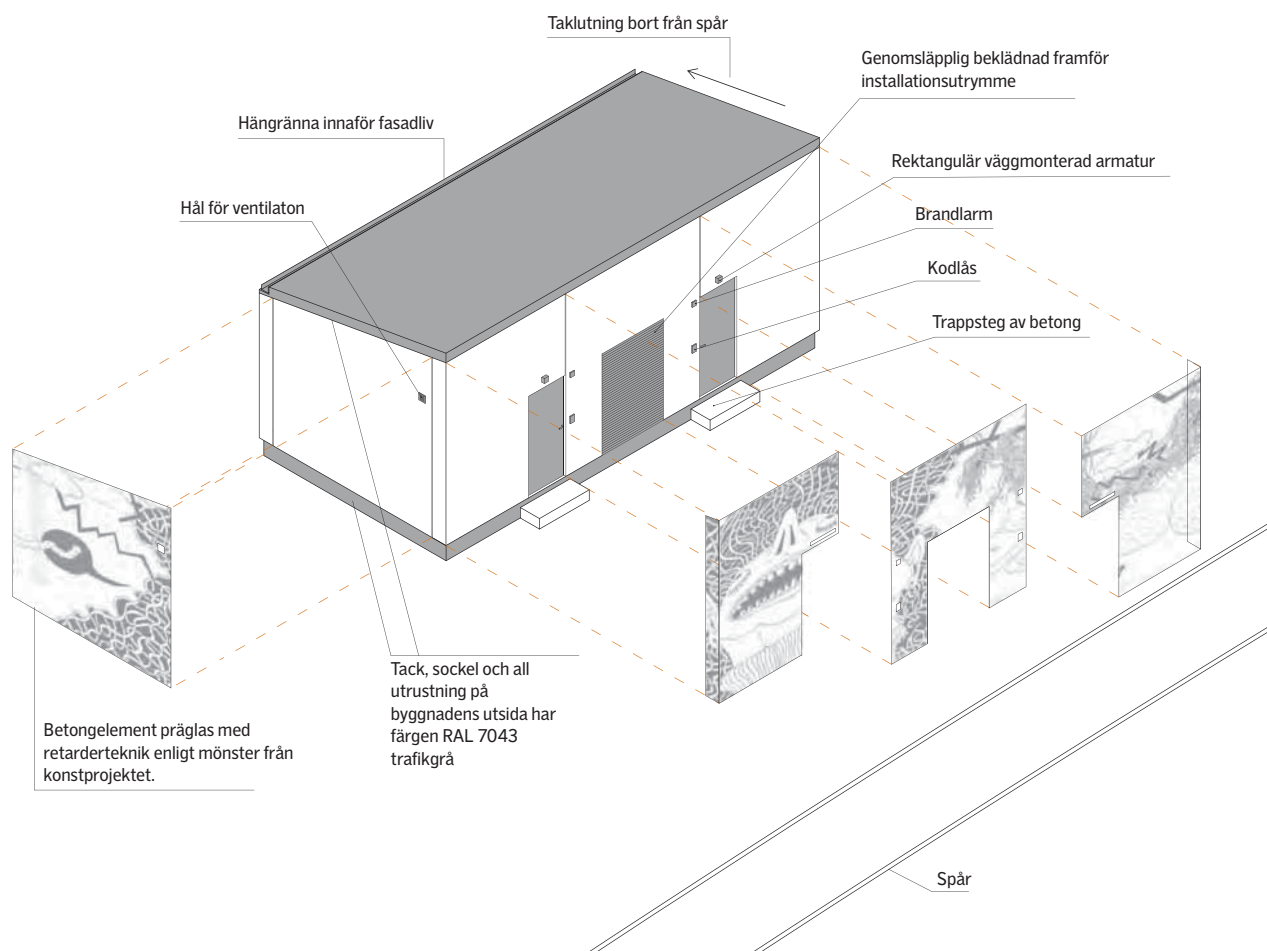 Taklutning bort från spår
Genomsläpplig beklädnad framför
installationsutrymme
Hängränna innaför fasadliv
Rektangulär väggmonterad armatur
Hål för ventilaton
Brandlarm
Kodlås
Trappsteg av betong
Tack, sockel och all
utrustning på
byggnadens utsida har
färgen RAL 7043
trafikgrå
Betongelement präglas med
retarderteknik enligt mönster från
konstprojektet.
Spår